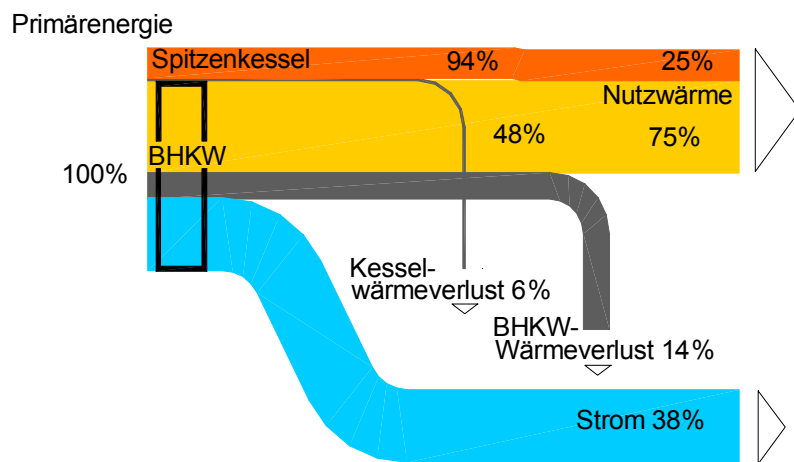 Primärenergie
Spitzenkessel 94% 25%
Nutzwärme
48% 75%
BHKW
100%
Kessel-
wärmeverlust 6%
BHKW-
Wärmeverlust 14%
Strom 38%